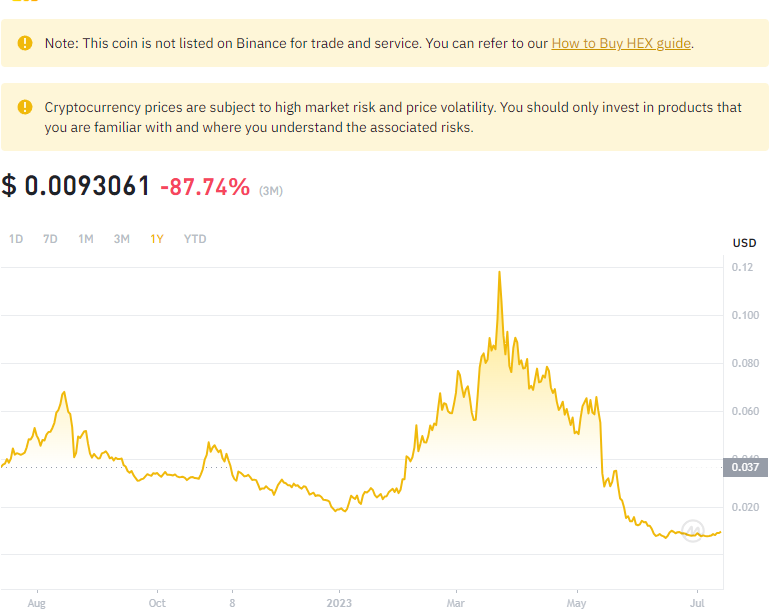 Note: This coin is not listed on Binance for trade and service. You can refer to our How to Buy HEX guide.
Cryptocurrency prices are subject to high market risk and price volatility. You should only invest in products that
you are familiar with and where you understand the associated risks.
$ 0.0093061 -87.74% (3M)
1D 7D 1M 3M 1Y YTD
USD
0.12
0.100
0.080
0.060
0.037
0.020
Aug Oct 8 2023 Mar May Jul